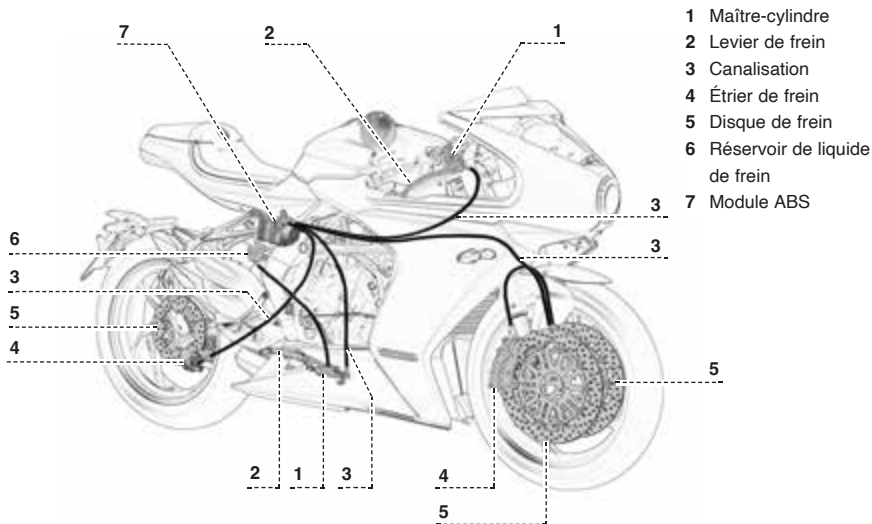 7 2 1
1 Maître-cylindre
2 Levier de frein
3 Canalisation
4 Étrier de frein
5 Disque de frein
6 Réservoir de liquide
de frein
7 Module ABS
3
6
3
3
5
4
5
2 1 3 4
5